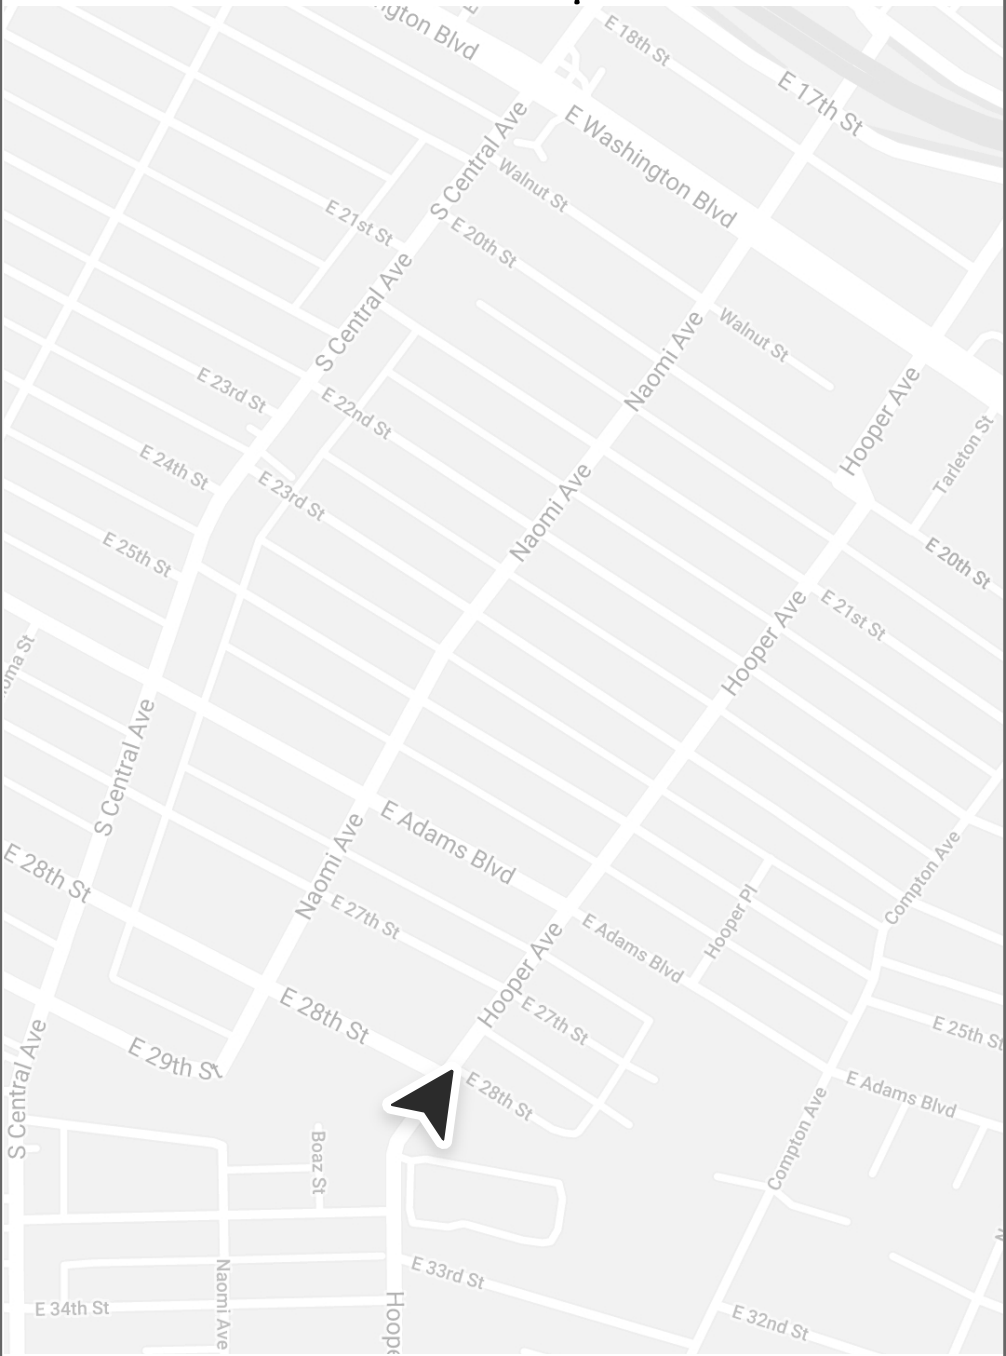 E 18th St
E 17th St
E Washington Blvd
S Central Ave
Walnut St
E 21st St
E 20th St
S Central Ave
Naomi Ave
Walnut St
E 23rd St
E 22nd St
Hooper Ave
Tarleton St
E 24th St
E 23rd St
Naomi Ave
E 25th St
E 20th St
E 21st St
Hooper Ave
S Central Ave
E Adams Blvd
E 28th St
Naomi Ave
E 27th St
Compton Ave
Hooper Pl
E Adams Blvd
Hooper Ave
E 28th St
E 27th St
E 25th St
E 29th St
S Central Ave
E 28th St
E Adams Blvd
Compton Ave
Boaz St
E 33rd St
Naomi Ave
E 34th St
E 32nd St